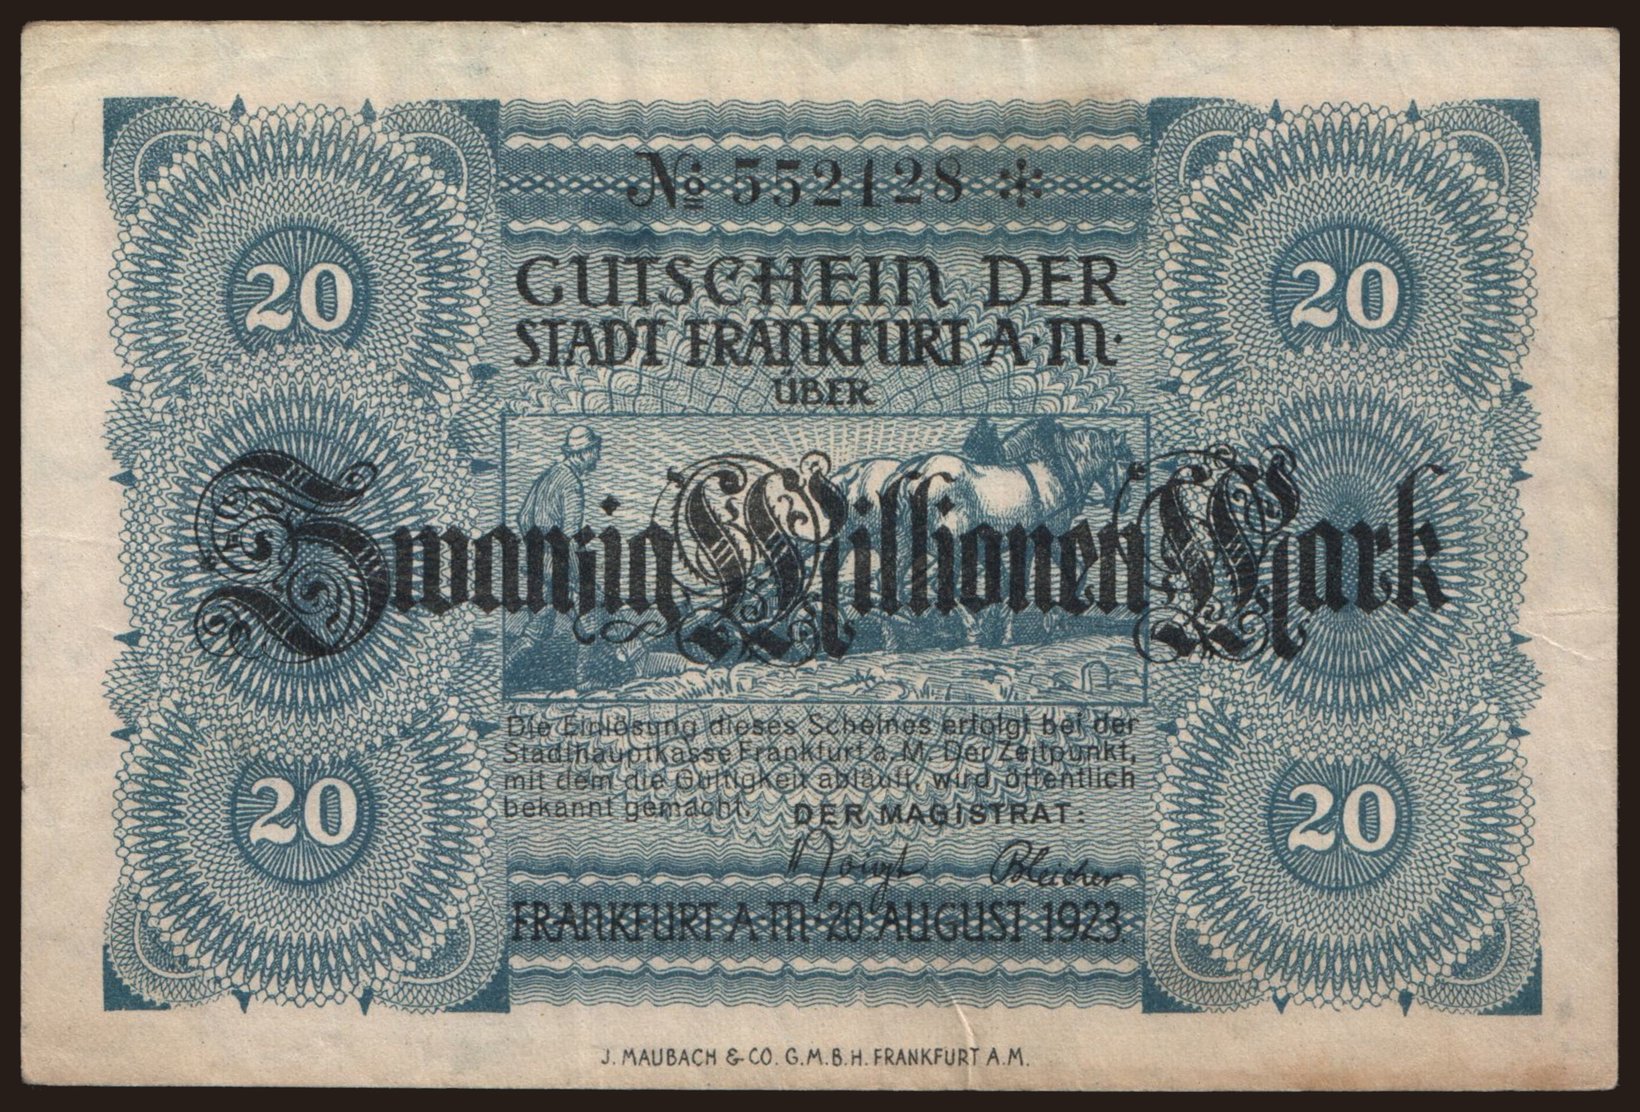 № 552128 *
GUTSCHEIN DER
STADT FRANKFURT A·M·
ÜBER
20 20
Zwanzig Millionen Mark
Die Einlösung dieses Scheines erfolgt bei der
Stadthauptkasse Frankfurt a. M. Der Zeitpunkt,
mit dem die Gültigkeit abläuft, wird öffentlich
bekannt gemacht.
DER MAGISTRAT:
20 20
Voigt Bleicher
FRANKFURT A·M·20.AUGUST 1923.
J. MAUBACH & CO. G.M.B.H. FRANKFURT A.M.